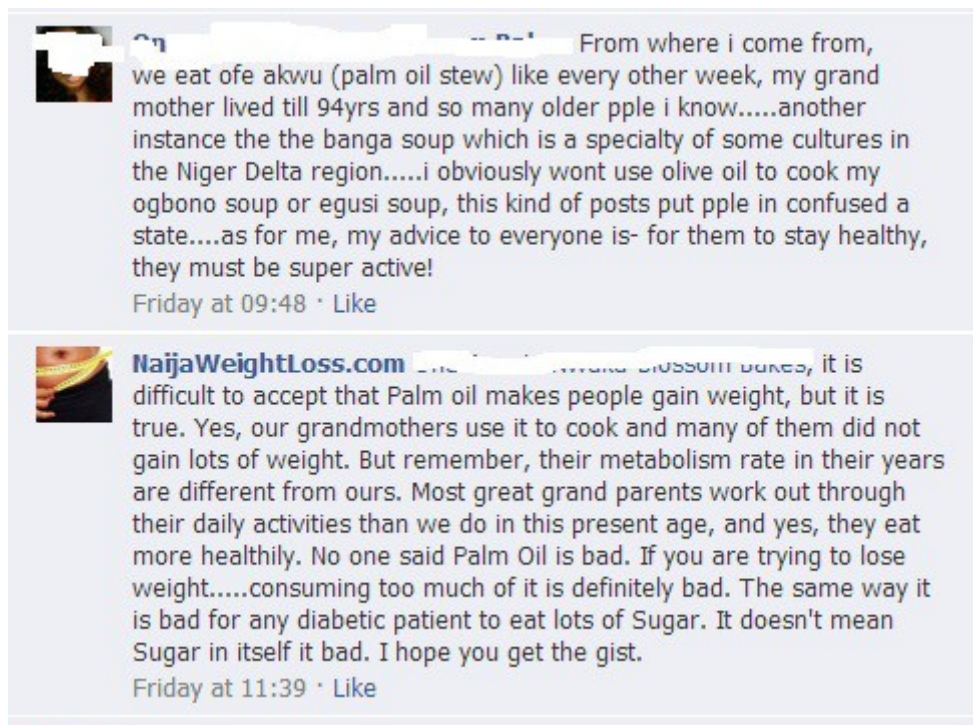 From where i come from,
we eat ofe akwu (palm oil stew) like every other week, my grand
mother lived till 94yrs and so many older pple i know.....another
instance the the banga soup which is a specialty of some cultures in
the Niger Delta region.....i obviously wont use olive oil to cook my
ogbono soup or egusi soup, this kind of posts put pple in confused a
state....as for me, my advice to everyone is- for them to stay healthy,
they must be super active!
Friday at 09:48 · Like
NaijaWeightLoss.com , it is
difficult to accept that Palm oil makes people gain weight, but it is
true. Yes, our grandmothers use it to cook and many of them did not
gain lots of weight. But remember, their metabolism rate in their years
are different from ours. Most great grand parents work out through
their daily activities than we do in this present age, and yes, they eat
more healthily. No one said Palm Oil is bad. If you are trying to lose
weight.....consuming too much of it is definitely bad. The same way it
is bad for any diabetic patient to eat lots of Sugar. It doesn't mean
Sugar in itself it bad. I hope you get the gist.
Friday at 11:39 · Like